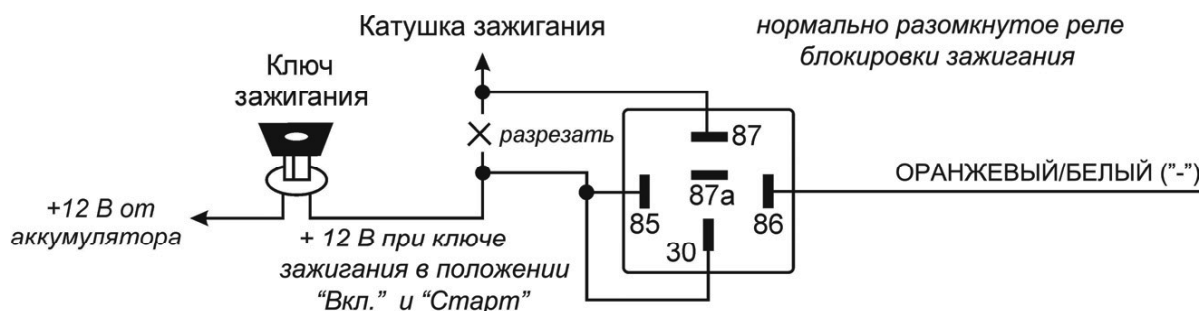 Катушка зажигания
нормально разомкнутое реле
блокировки зажигания
Ключ
зажигания
разрезать
87
87a
85
86
30
ОРАНЖЕВЫЙ/БЕЛЫЙ ("-")
+12 В от
аккумулятора
+ 12 В при ключе
зажигания в положении
“Вкл.” и “Старт”